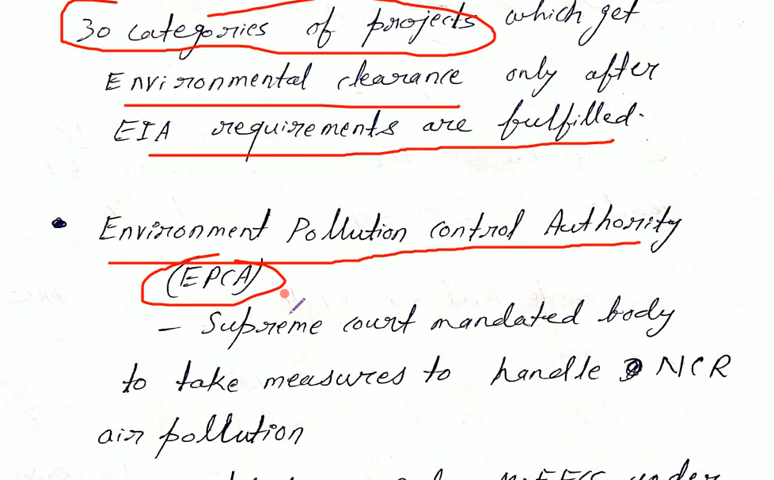 30 categories of projects which get
Environmental clearance only after
EIA requirements are fulfilled.
• Environment Pollution control Authority
(EPCA)
– Supreme court mandated body
to take measures to handle NCR
air pollution
under